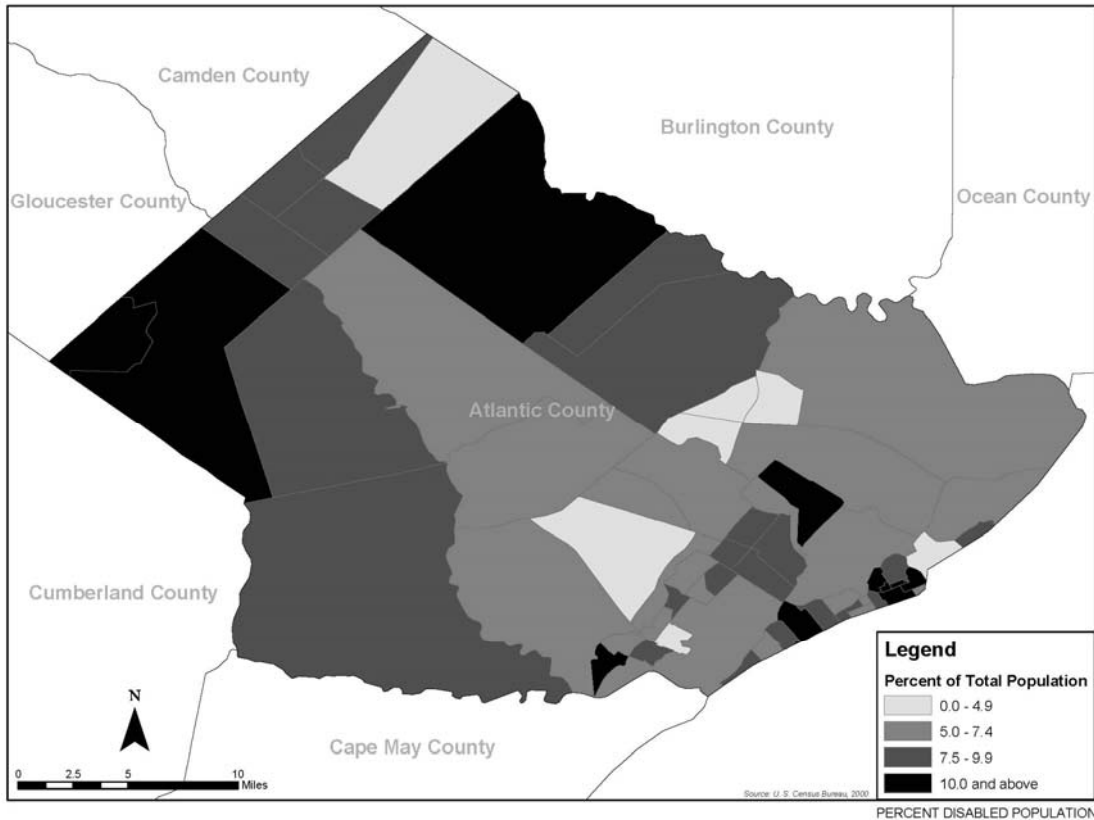 Camden County
Burlington County
Gloucester County
Ocean County
Atlantic County
Cumberland County
Cape May County
N
0 2.5 5 10
Miles
Legend
Percent of Total Population
0.0 - 4.9
5.0 - 7.4
7.5 - 9.9
10.0 and above
Source: U. S. Census Bureau, 2000
PERCENT DISABLED POPULATION